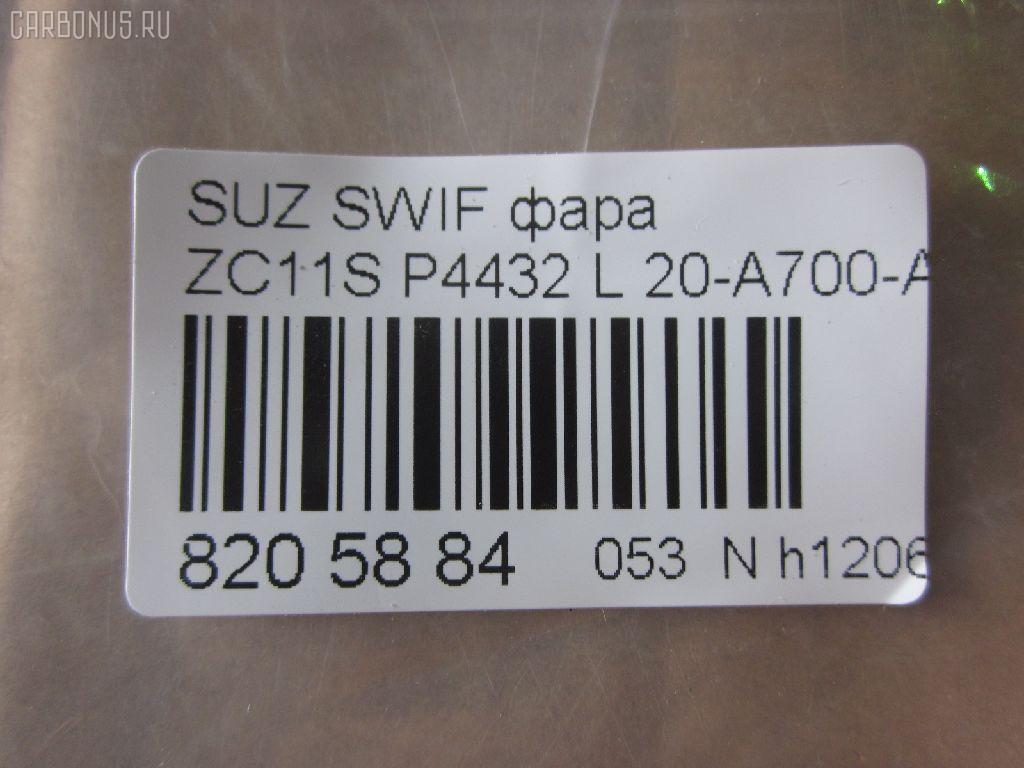 CARBONUS.RU
SUZ SWIF фара
ZC11S P4432 L 20-A700-A
820 58 84 053 N h1206